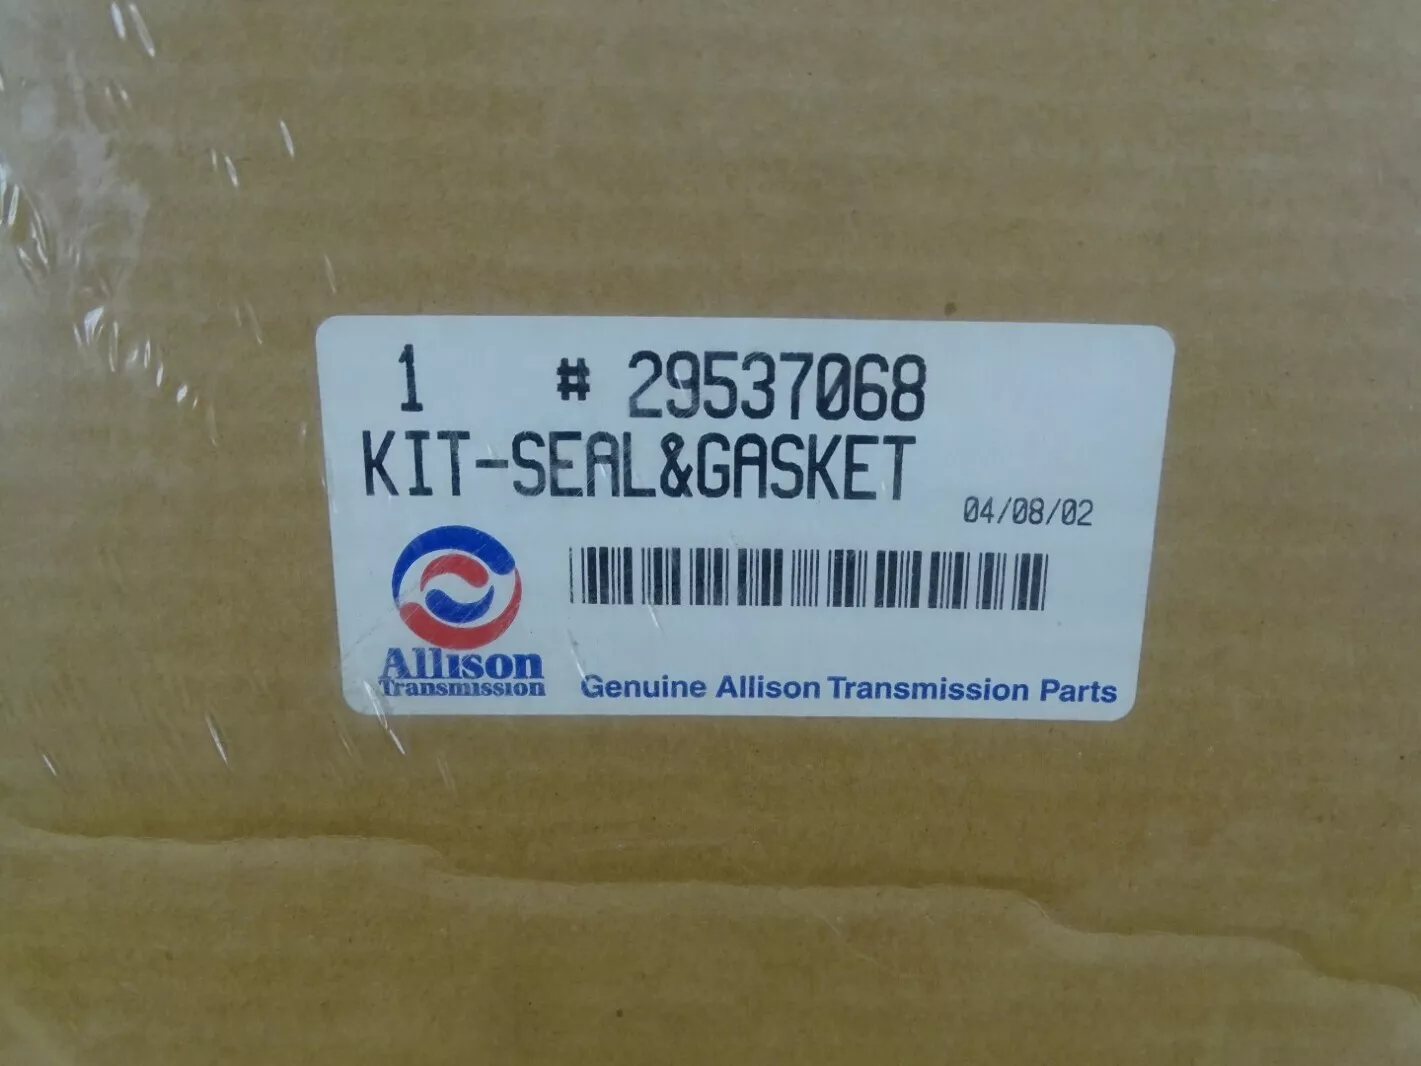 1 # 29537068
KIT-SEAL&GASKET
04/08/02
Allison
Transmission
Genuine Allison Transmission Parts